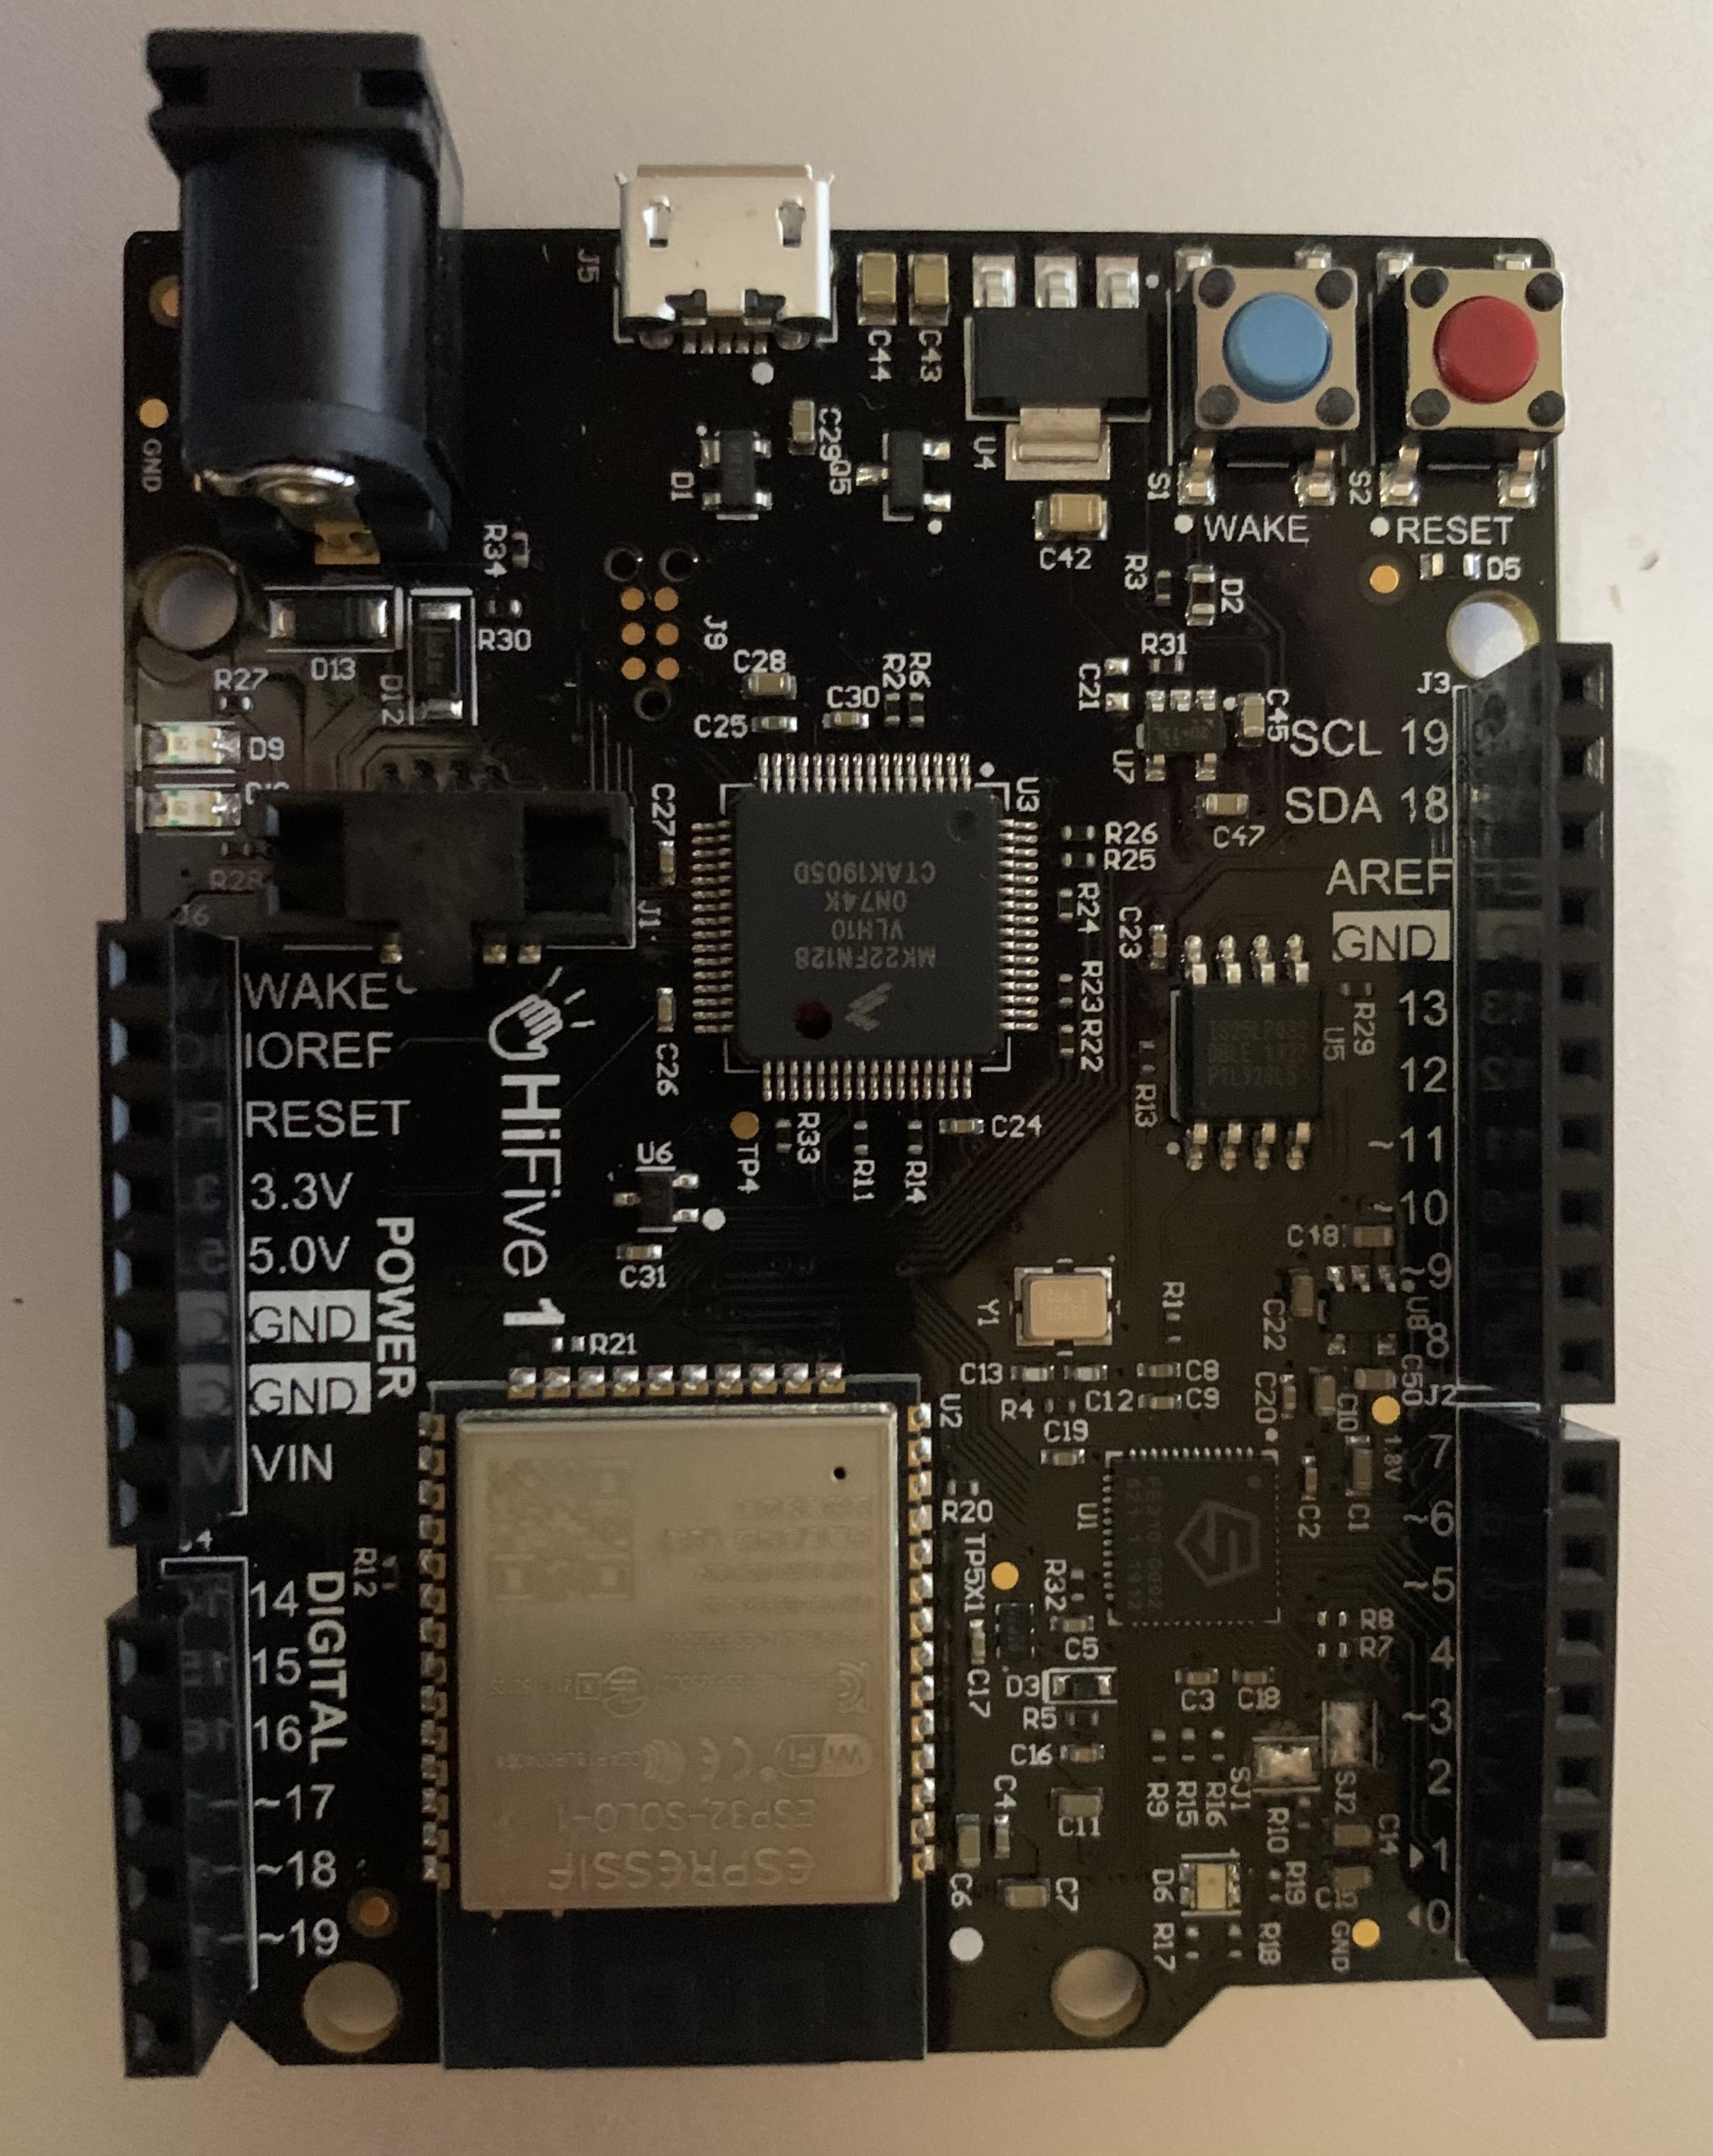 J5
C44
C43
GND
C29
D1
U4
S1
S2
WAKE
RESET
C42
R34
R3
D5
D2
R30
J9
R31
D13
C28
R2
R6
R27
D12
C21
J3
C30
C25
C45
SCL 19
D9
U7
SDA 18
C27
U3
R26
C47
R25
AREF
R28
R24
C23
GND
J6
J1
MK22FN128
VLH10
0N74K
CTAK1905D
WAKE
IOREF
RESET
3.3V
5.0V
GND
GND
VIN
POWER
HiFive 1
C26
R23
R22
U5
R29
13
12
~11
~10
~9
8
R13
C24
R33
R11
R14
TP4
U6
C31
C18
Y1
R1
C22
U8
R21
C13
C12
C8
C9
C20
C10
C50
J2
R4
C19
U2
1.8V
7
~6
~5
4
~3
2
1
0
R20
U1
C2
C1
TP5
X1
R32
C5
R8
R7
C17
D3
R5
C16
C3
C18
R12
14
15
16
~17
~18
~19
DIGITAL
WiFi
ESP32-SOLO-1
ESPRESSIF
C4
C11
R9
R15
R16
SJ1
SJ2
R10
C14
C6
C7
D6
R19
R17
R18
GND